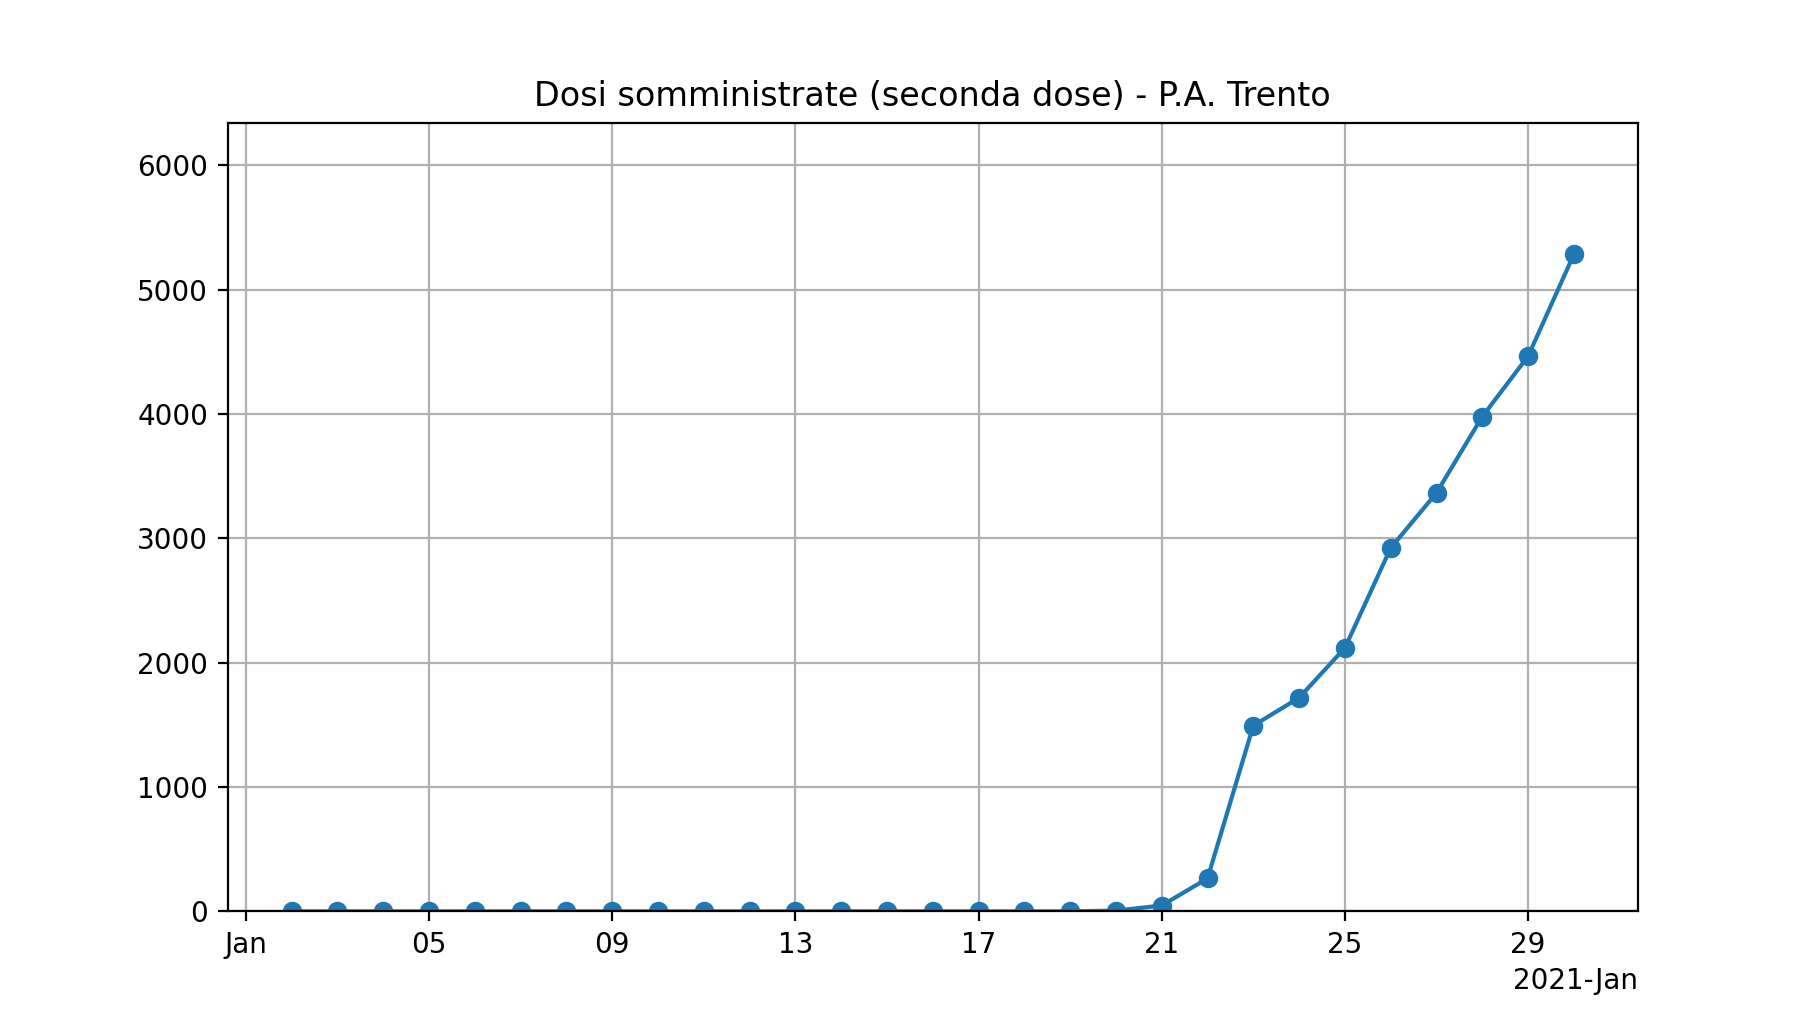 Dosi somministrate (seconda dose) - P.A. Trento
6000
5000
4000
3000
2000
1000
0
Jan 05 09 13 17 21 25 29
2021-Jan